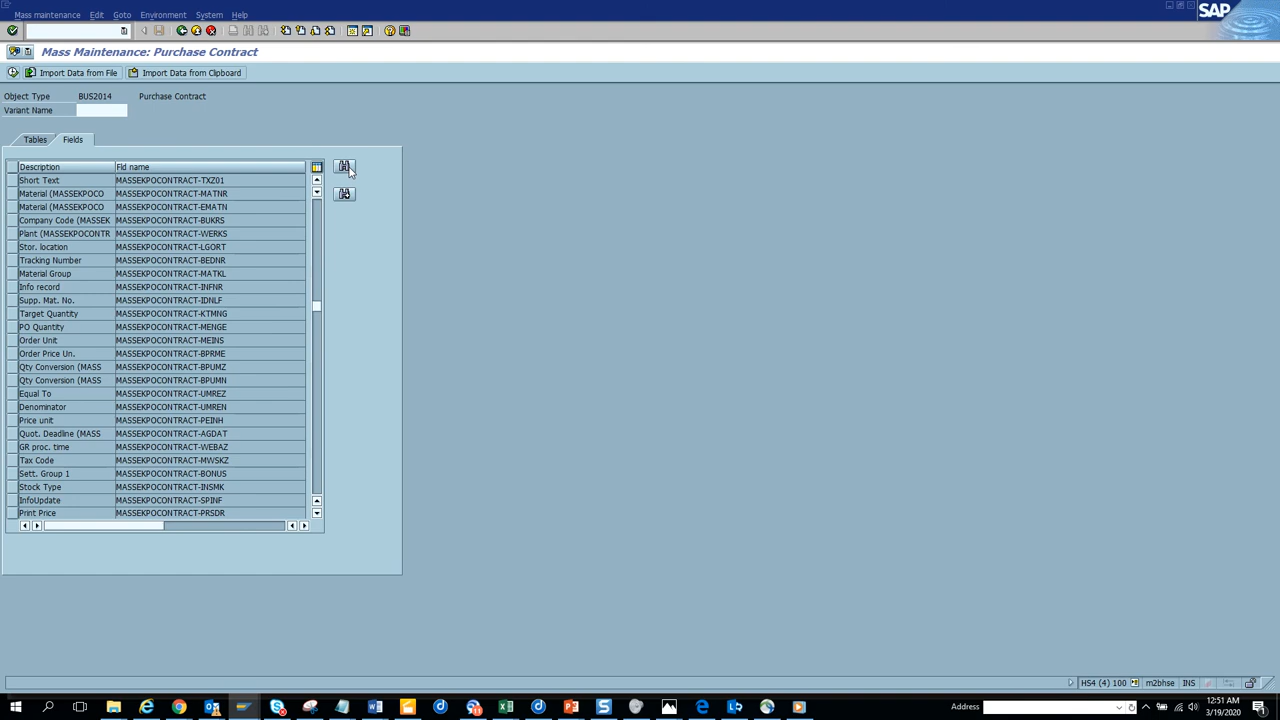 Mass maintenance Edit Goto Environment System Help
SAP
Mass Maintenance: Purchase Contract
Import Data from File Import Data from Clipboard
Object Type BUS2014 Purchase Contract
Variant Name
Tables Fields
Description Fld name
Short Text MASSEKPOCONTRACT-TXZ01
Material (MASSEKPOCO MASSEKPOCONTRACT-MATNR
Material (MASSEKPOCO MASSEKPOCONTRACT-EMATN
Company Code (MASSEK MASSEKPOCONTRACT-BUKRS
Plant (MASSEKPOCONTR MASSEKPOCONTRACT-WERKS
Stor. location MASSEKPOCONTRACT-LGORT
Tracking Number MASSEKPOCONTRACT-BEDNR
Material Group MASSEKPOCONTRACT-MATKL
Info record MASSEKPOCONTRACT-INFNR
Supp. Mat. No. MASSEKPOCONTRACT-IDNLF
Target Quantity MASSEKPOCONTRACT-KTMNG
PO Quantity MASSEKPOCONTRACT-MENGE
Order Unit MASSEKPOCONTRACT-MEINS
Order Price Un. MASSEKPOCONTRACT-BPRME
Qty Conversion (MASS MASSEKPOCONTRACT-BPUMZ
Qty Conversion (MASS MASSEKPOCONTRACT-BPUMN
Equal To MASSEKPOCONTRACT-UMREZ
Denominator MASSEKPOCONTRACT-UMREN
Price unit MASSEKPOCONTRACT-PEINH
Quot. Deadline (MASS MASSEKPOCONTRACT-AGDAT
GR proc. time MASSEKPOCONTRACT-WEBAZ
Tax Code MASSEKPOCONTRACT-MWSKZ
Sett. Group 1 MASSEKPOCONTRACT-BONUS
Stock Type MASSEKPOCONTRACT-INSMK
InfoUpdate MASSEKPOCONTRACT-SPINF
Print Price MASSEKPOCONTRACT-PRSDR
HS4 (4) 100 m2bhse INS
Address
12:51 AM
3/19/2020